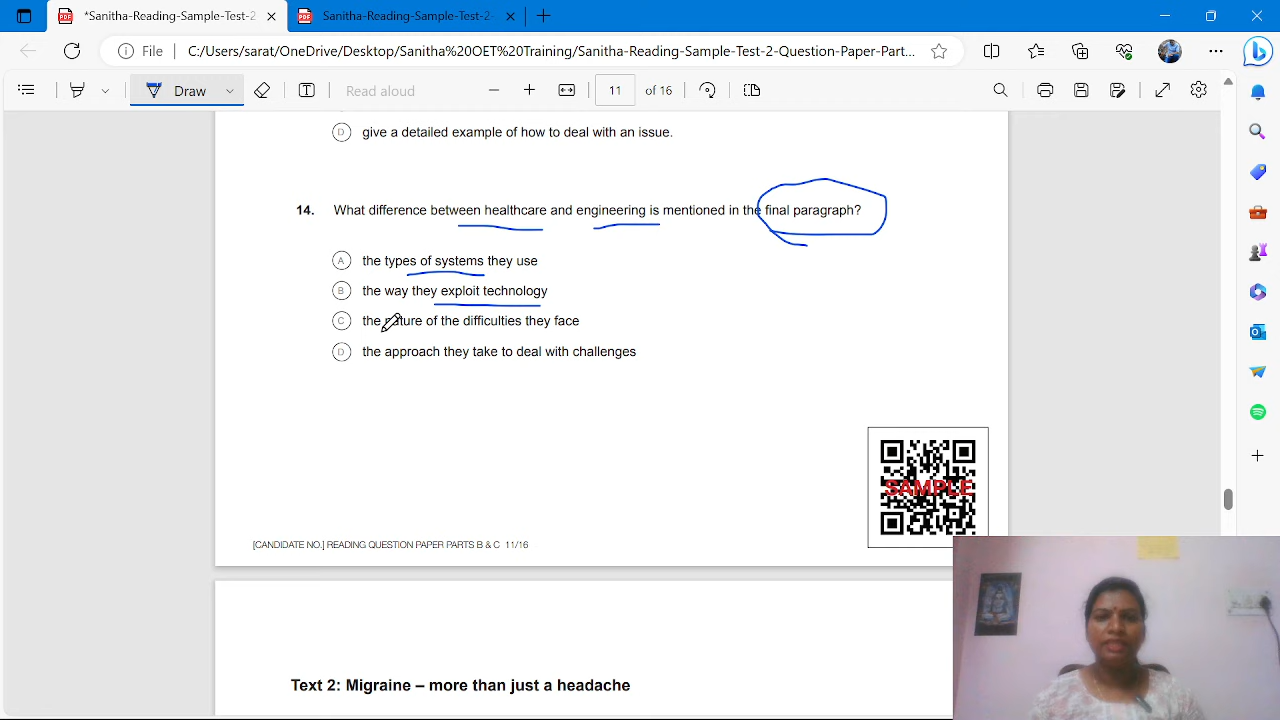 *Sanitha-Reading-Sample-Test-2
Sanitha-Reading-Sample-Test-2-
File
C:/Users/sarat/OneDrive/Desktop/Sanitha%20OET%20Training/Sanitha-Reading-Sample-Test-2-Question-Paper-Part...
Draw
Read aloud
11 of 16
D give a detailed example of how to deal with an issue.
14. What difference between healthcare and engineering is mentioned in the final paragraph?
A the types of systems they use
B the way they exploit technology
C the nature of the difficulties they face
D the approach they take to deal with challenges
SAMPLE
[CANDIDATE NO.] READING QUESTION PAPER PARTS B & C 11/16
Text 2: Migraine – more than just a headache